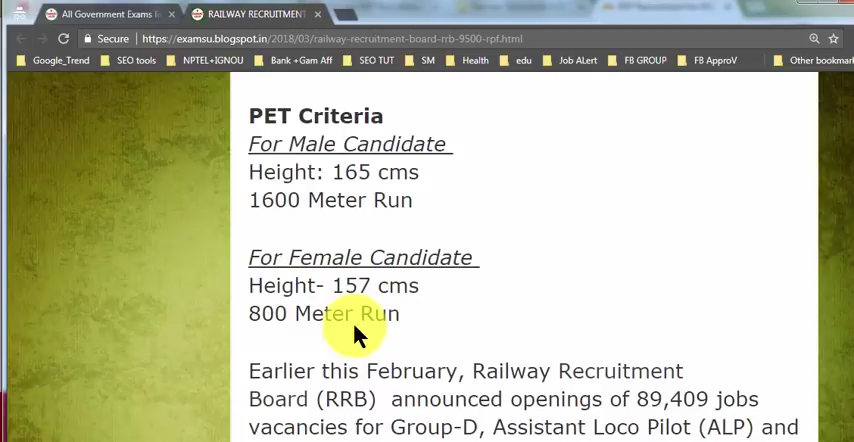 All Government Exams
RAILWAY RECRUITMENT
Secure
https://examsu.blogspot.in/2018/03/railway-recruitment-board-rrb-9500-rpf.html
Google_Trend
SEO tools
NPTEL+IGNOU
Bank +Gam Aff
SEO TUT
SM
Health
edu
Job ALert
FB GROUP
FB ApproV
Other bookmar
PET Criteria
For Male Candidate
Height: 165 cms
1600 Meter Run
For Female Candidate
Height- 157 cms
800 Meter Run
Earlier this February, Railway Recruitment
Board (RRB)  announced openings of 89,409 jobs
vacancies for Group-D, Assistant Loco Pilot (ALP) and